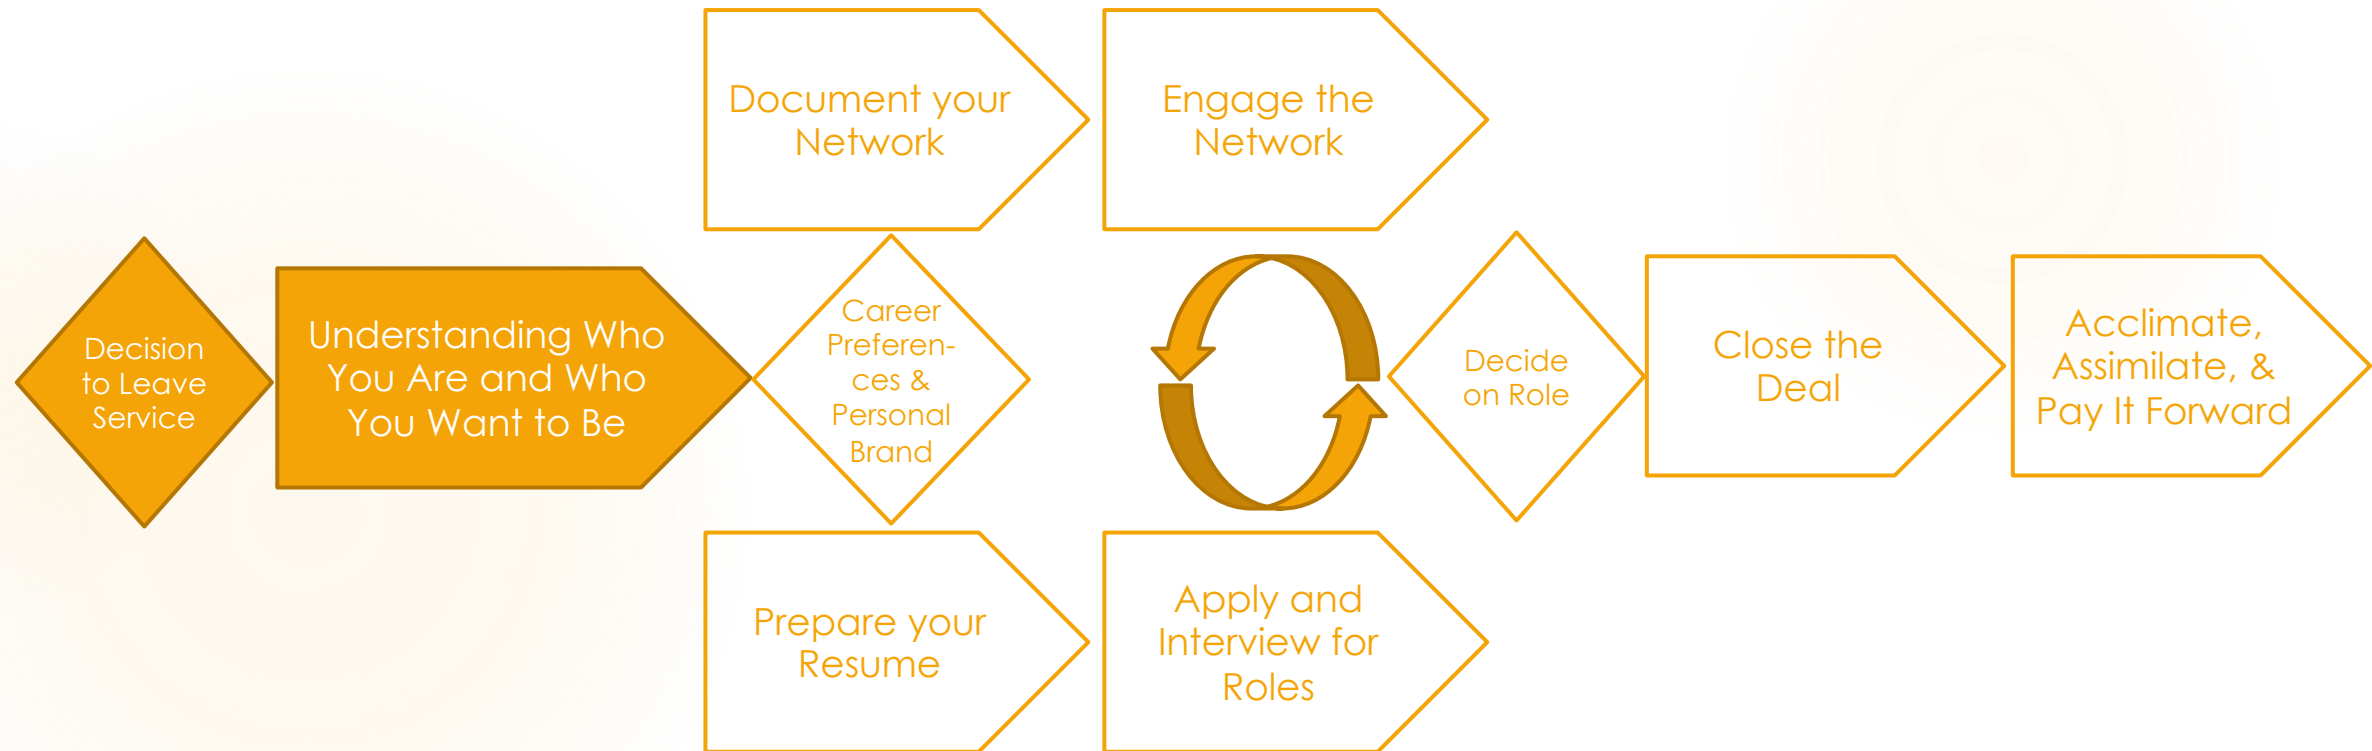 Document your
Network
Engage the
Network
Decision
to Leave
Service
Understanding Who
You Are and Who
You Want to Be
Career
Preferen-
ces &
Personal
Brand
Decide
on Role
Close the
Deal
Acclimate,
Assimilate, &
Pay It Forward
Prepare your
Resume
Apply and
Interview for
Roles